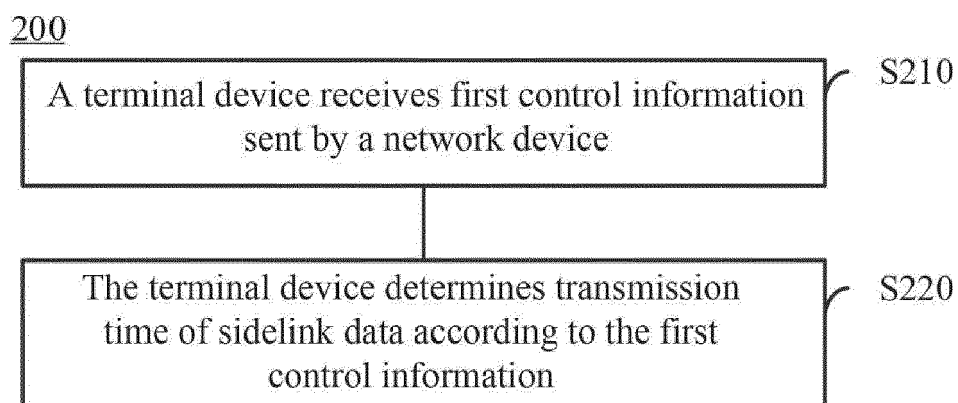 200
A terminal device receives first control information
sent by a network device
S210
The terminal device determines transmission
time of sidelink data according to the first
control information
S220